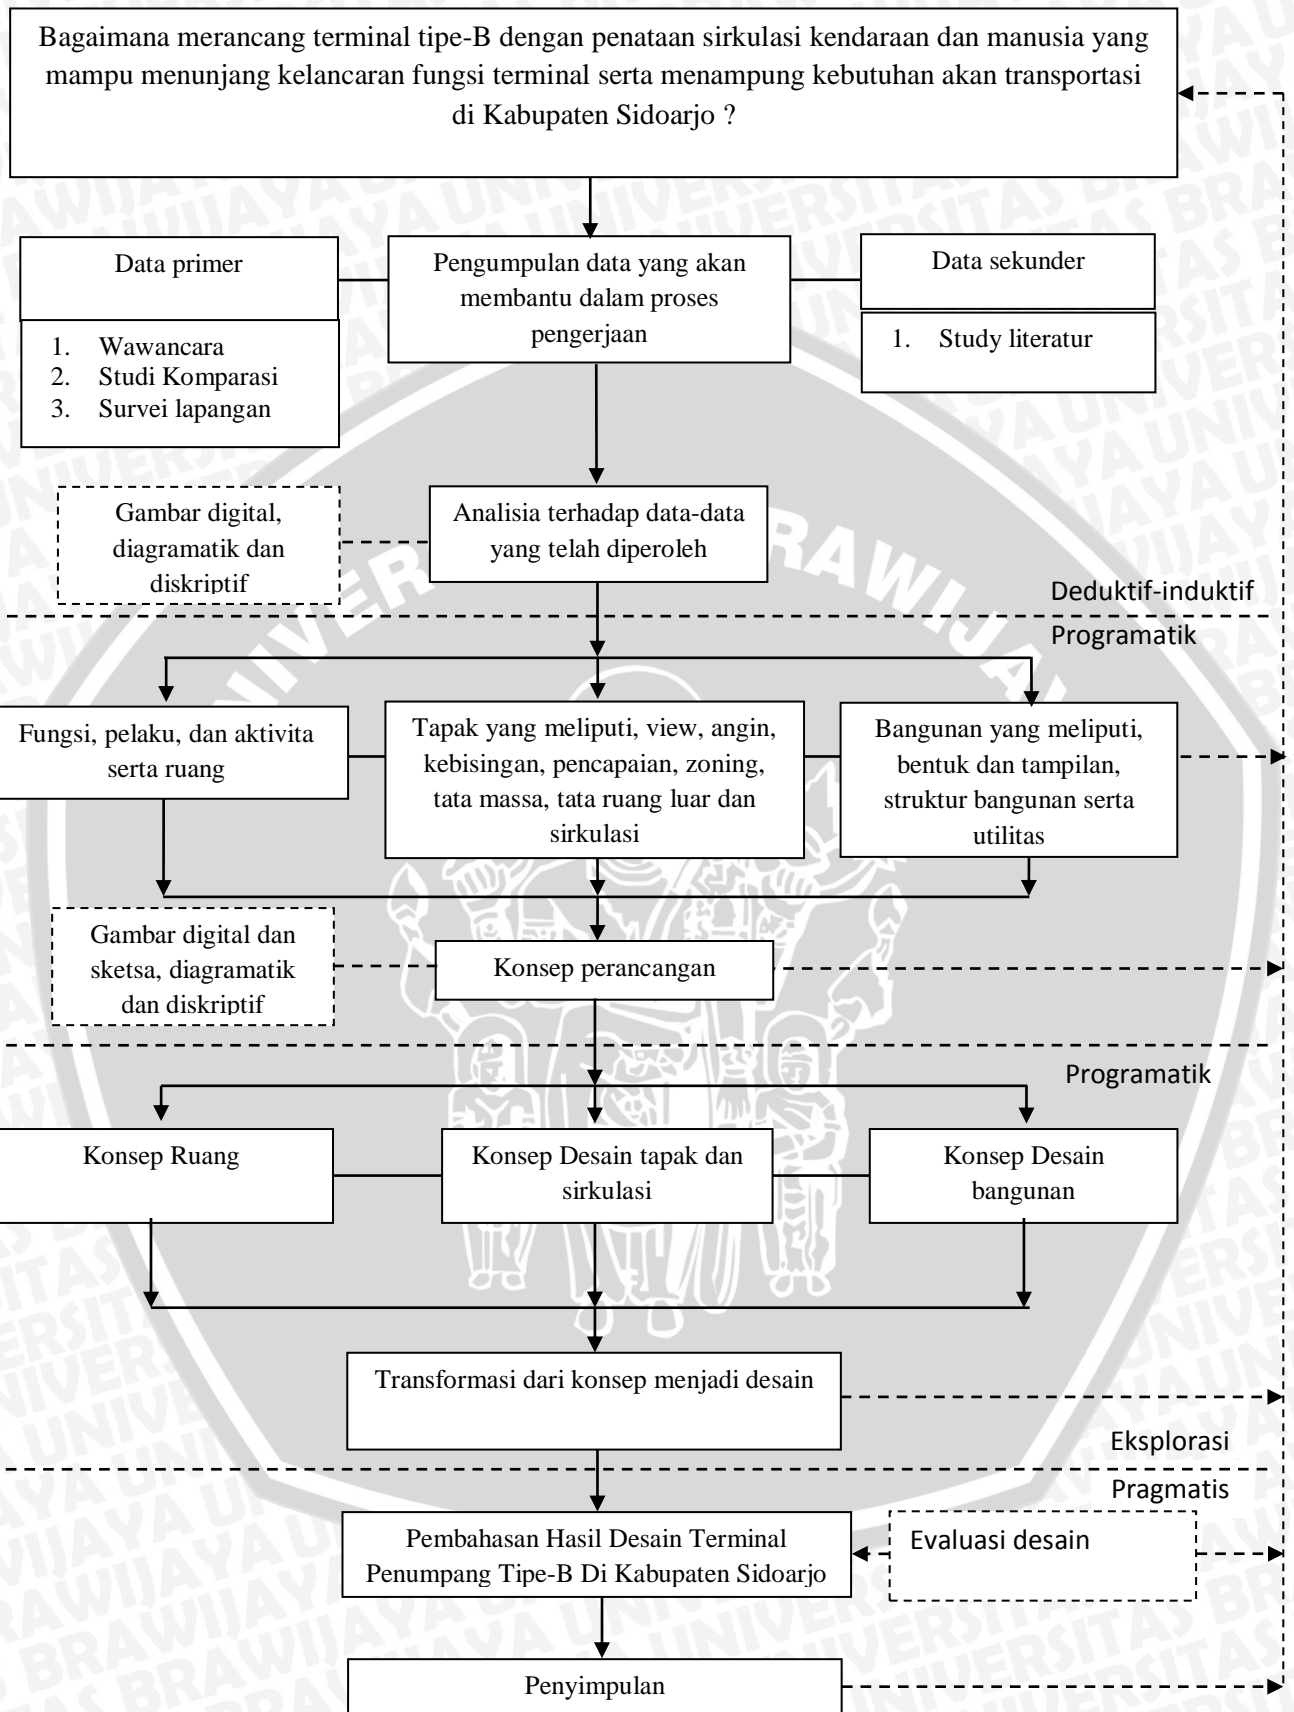 Bagaimana merancang terminal tipe-B dengan penataan sirkulasi kendaraan dan manusia yang
mampu menunjang kelancaran fungsi terminal serta menampung kebutuhan akan transportasi
di Kabupaten Sidoarjo ?
Data primer
Pengumpulan data yang akan
membantu dalam proses
pengerjaan
Data sekunder
1. Wawancara
2. Studi Komparasi
3. Survei lapangan
1. Study literatur
Gambar digital,
diagramatik dan
diskriptif
Analisia terhadap data-data
yang telah diperoleh
Deduktif-induktif
Programatik
Fungsi, pelaku, dan aktivita
serta ruang
Tapak yang meliputi, view, angin,
kebisingan, pencapaian, zoning,
tata massa, tata ruang luar dan
sirkulasi
Bangunan yang meliputi,
bentuk dan tampilan,
struktur bangunan serta
utilitas
Gambar digital dan
sketsa, diagramatik
dan diskriptif
Konsep perancangan
Programatik
Konsep Ruang
Konsep Desain tapak dan
sirkulasi
Konsep Desain
bangunan
Transformasi dari konsep menjadi desain
Eksplorasi
Pragmatis
Pembahasan Hasil Desain Terminal
Penumpang Tipe-B Di Kabupaten Sidoarjo
Evaluasi desain
Penyimpulan